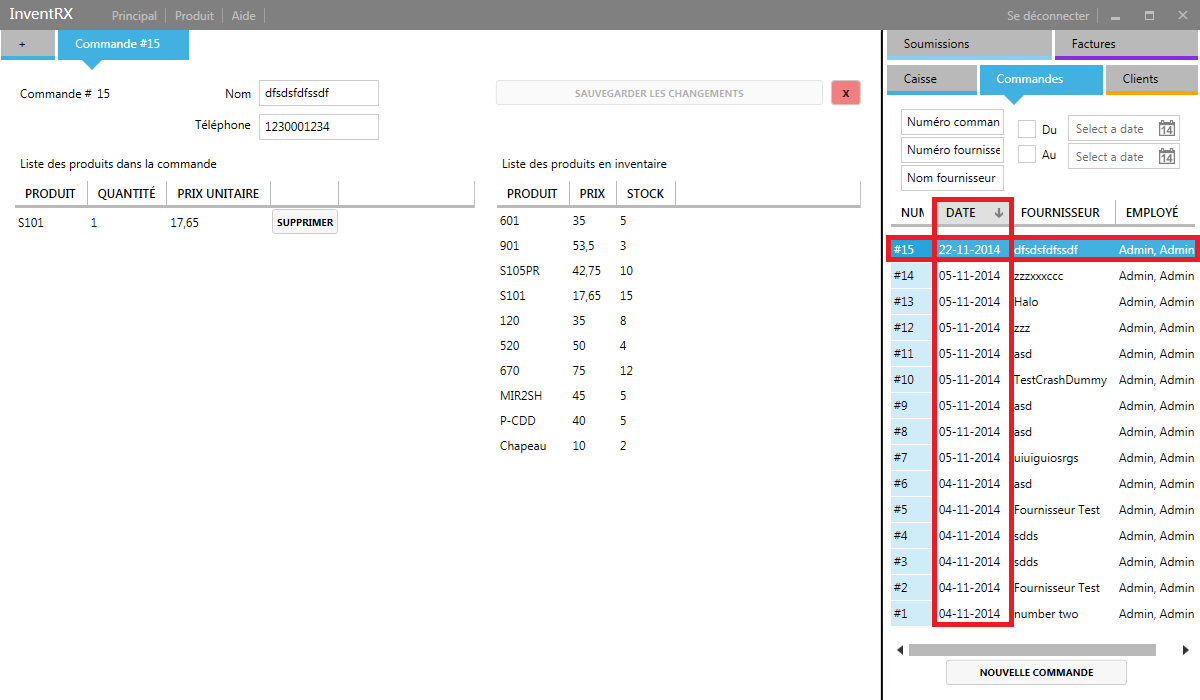 InventRX Principal Produit Aide Se déconnecter
+ Commande #15
Commande # 15 Nom dfsdsfdfssdf
Téléphone 1230001234
SAUVEGARDER LES CHANGEMENTS X
Liste des produits dans la commande
PRODUIT QUANTITÉ PRIX UNITAIRE
S101 1 17,65 SUPPRIMER
Liste des produits en inventaire
PRODUIT PRIX STOCK
601 35 5
901 53,5 3
S105PR 42,75 10
S101 17,65 15
120 35 8
520 50 4
670 75 12
MIR2SH 45 5
P-CDD 40 5
Chapeau 10 2
Soumissions Factures
Caisse Commandes Clients
Numéro comman
Numéro fournisse
Nom fournisseur
Du Select a date 14
Au Select a date 14
NUM DATE FOURNISSEUR EMPLOYÉ
#15 22-11-2014 dfsdsfdfssdf Admin, Admin
#14 05-11-2014 zzzxxxccc Admin, Admin
#13 05-11-2014 Halo Admin, Admin
#12 05-11-2014 zzz Admin, Admin
#11 05-11-2014 asd Admin, Admin
#10 05-11-2014 TestCrashDummy Admin, Admin
#9 05-11-2014 asd Admin, Admin
#8 05-11-2014 asd Admin, Admin
#7 05-11-2014 uiuiguiosrgs Admin, Admin
#6 04-11-2014 asd Admin, Admin
#5 04-11-2014 Fournisseur Test Admin, Admin
#4 04-11-2014 sdds Admin, Admin
#3 04-11-2014 sdds Admin, Admin
#2 04-11-2014 Fournisseur Test Admin, Admin
#1 04-11-2014 number two Admin, Admin
NOUVELLE COMMANDE